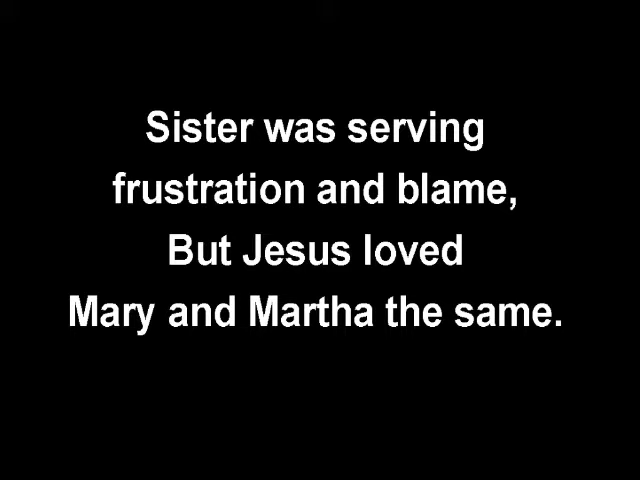 Sister was serving
frustration and blame,
But Jesus loved
Mary and Martha the same.